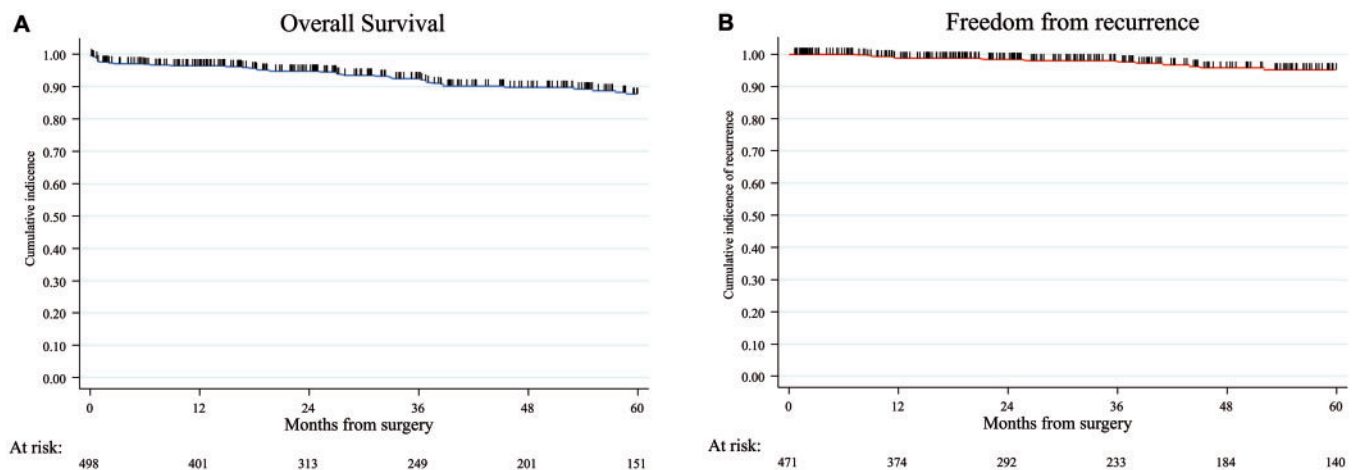 A
Overall Survival
Cumulative indicence
1.00
0.90
0.80
0.70
0.60
0.50
0.40
0.30
0.20
0.10
0.00
0 12 24 36 48 60
Months from surgery
At risk:
498 401 313 249 201 151
B
Freedom from recurrence
Cumulative indicence of recurrence
1.00
0.90
0.80
0.70
0.60
0.50
0.40
0.30
0.20
0.10
0.00
0 12 24 36 48 60
Months from surgery
At risk:
471 374 292 233 184 140